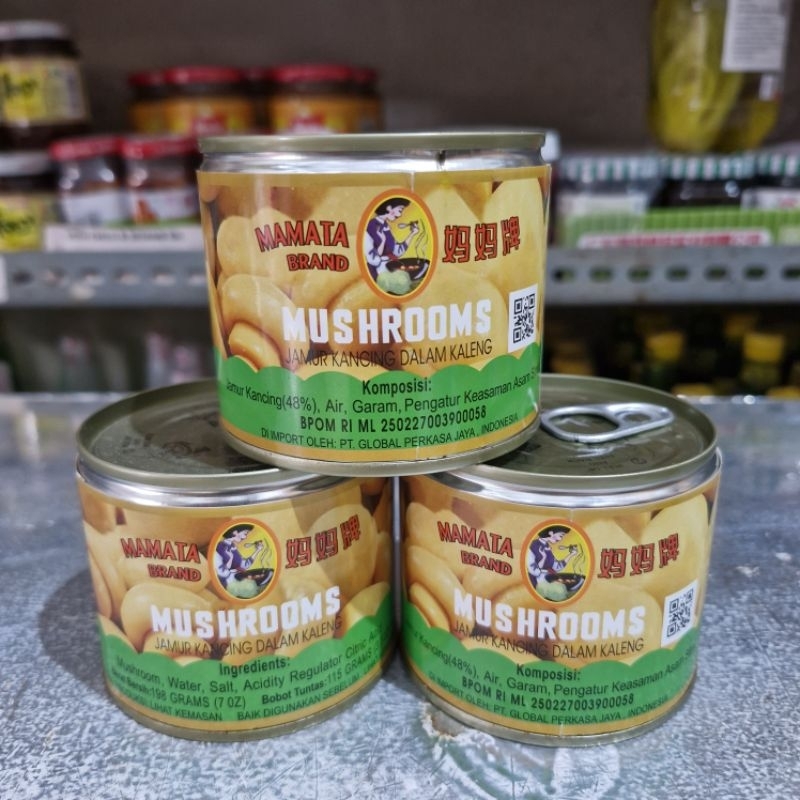 MAMATA
BRAND
妈妈牌
MUSHROOMS
JAMUR KANCING DALAM KALENG
Komposisi:
Jamur Kancing(48%), Air, Garam, Pengatur Keasaman Asam
BPOM RI ML 250227003900058
DI IMPORT OLEH: PT. GLOBAL PERKASA JAYA, INDONESIA
MAMATA
BRAND
妈妈牌
MUSHROOMS
JAMUR KANCING DALAM KALENG
Ingredients:
Mushroom, Water, Salt, Acidity Regulator Citric
Bersih:198 GRAMS (7 OZ) Bobot Tuntas:115 GRAMS
LIHAT KEMASAN BAIK DIGUNAKAN SEBELUM
MAMATA
BRAND
妈妈牌
MUSHROOMS
JAMUR KANCING DALAM KALENG
Komposisi:
Kancing(48%), Air, Garam, Pengatur Keasaman Asam
BPOM RI ML 250227003900058
DI IMPORT OLEH: PT. GLOBAL PERKASA JAYA, INDONESIA